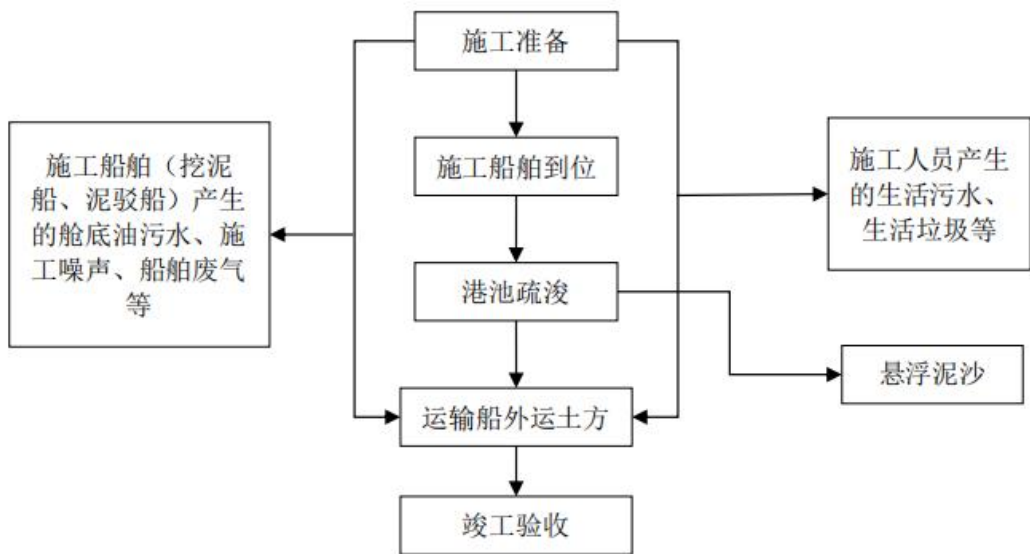 施工准备
施工船舶到位
施工船舶（挖泥
船、泥驳船）产生
的舱底油污水、施
工噪声、船舶废气
等
施工人员产生
的生活污水、
生活垃圾等
港池疏浚
悬浮泥沙
运输船外运土方
竣工验收